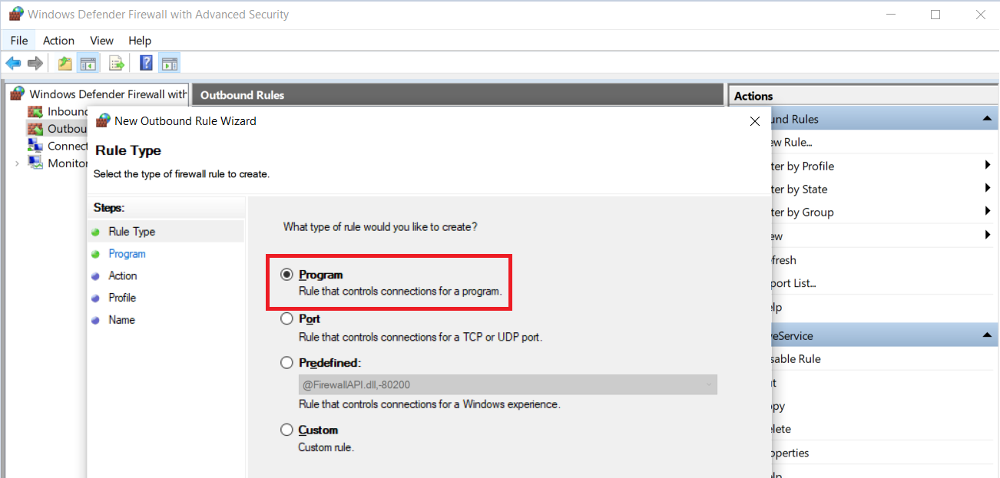 Windows Defender Firewall with Advanced Security
File Action View Help
Windows Defender Firewall with
Inbound
Outbou
Connect
Monitor
Outbound Rules
New Outbound Rule Wizard
Rule Type
Select the type of firewall rule to create.
Steps:
Rule Type
Program
Action
Profile
Name
What type of rule would you like to create?
Program
Rule that controls connections for a program.
Port
Rule that controls connections for a TCP or UDP port.
Predefined:
@FirewallAPI.dll,-80200
Rule that controls connections for a Windows experience.
Custom
Custom rule.
Actions
und Rules
ew Rule...
ter by Profile
ter by State
ter by Group
ew
fresh
port List...
lp
eService
sable Rule
t
py
lete
operties
lp